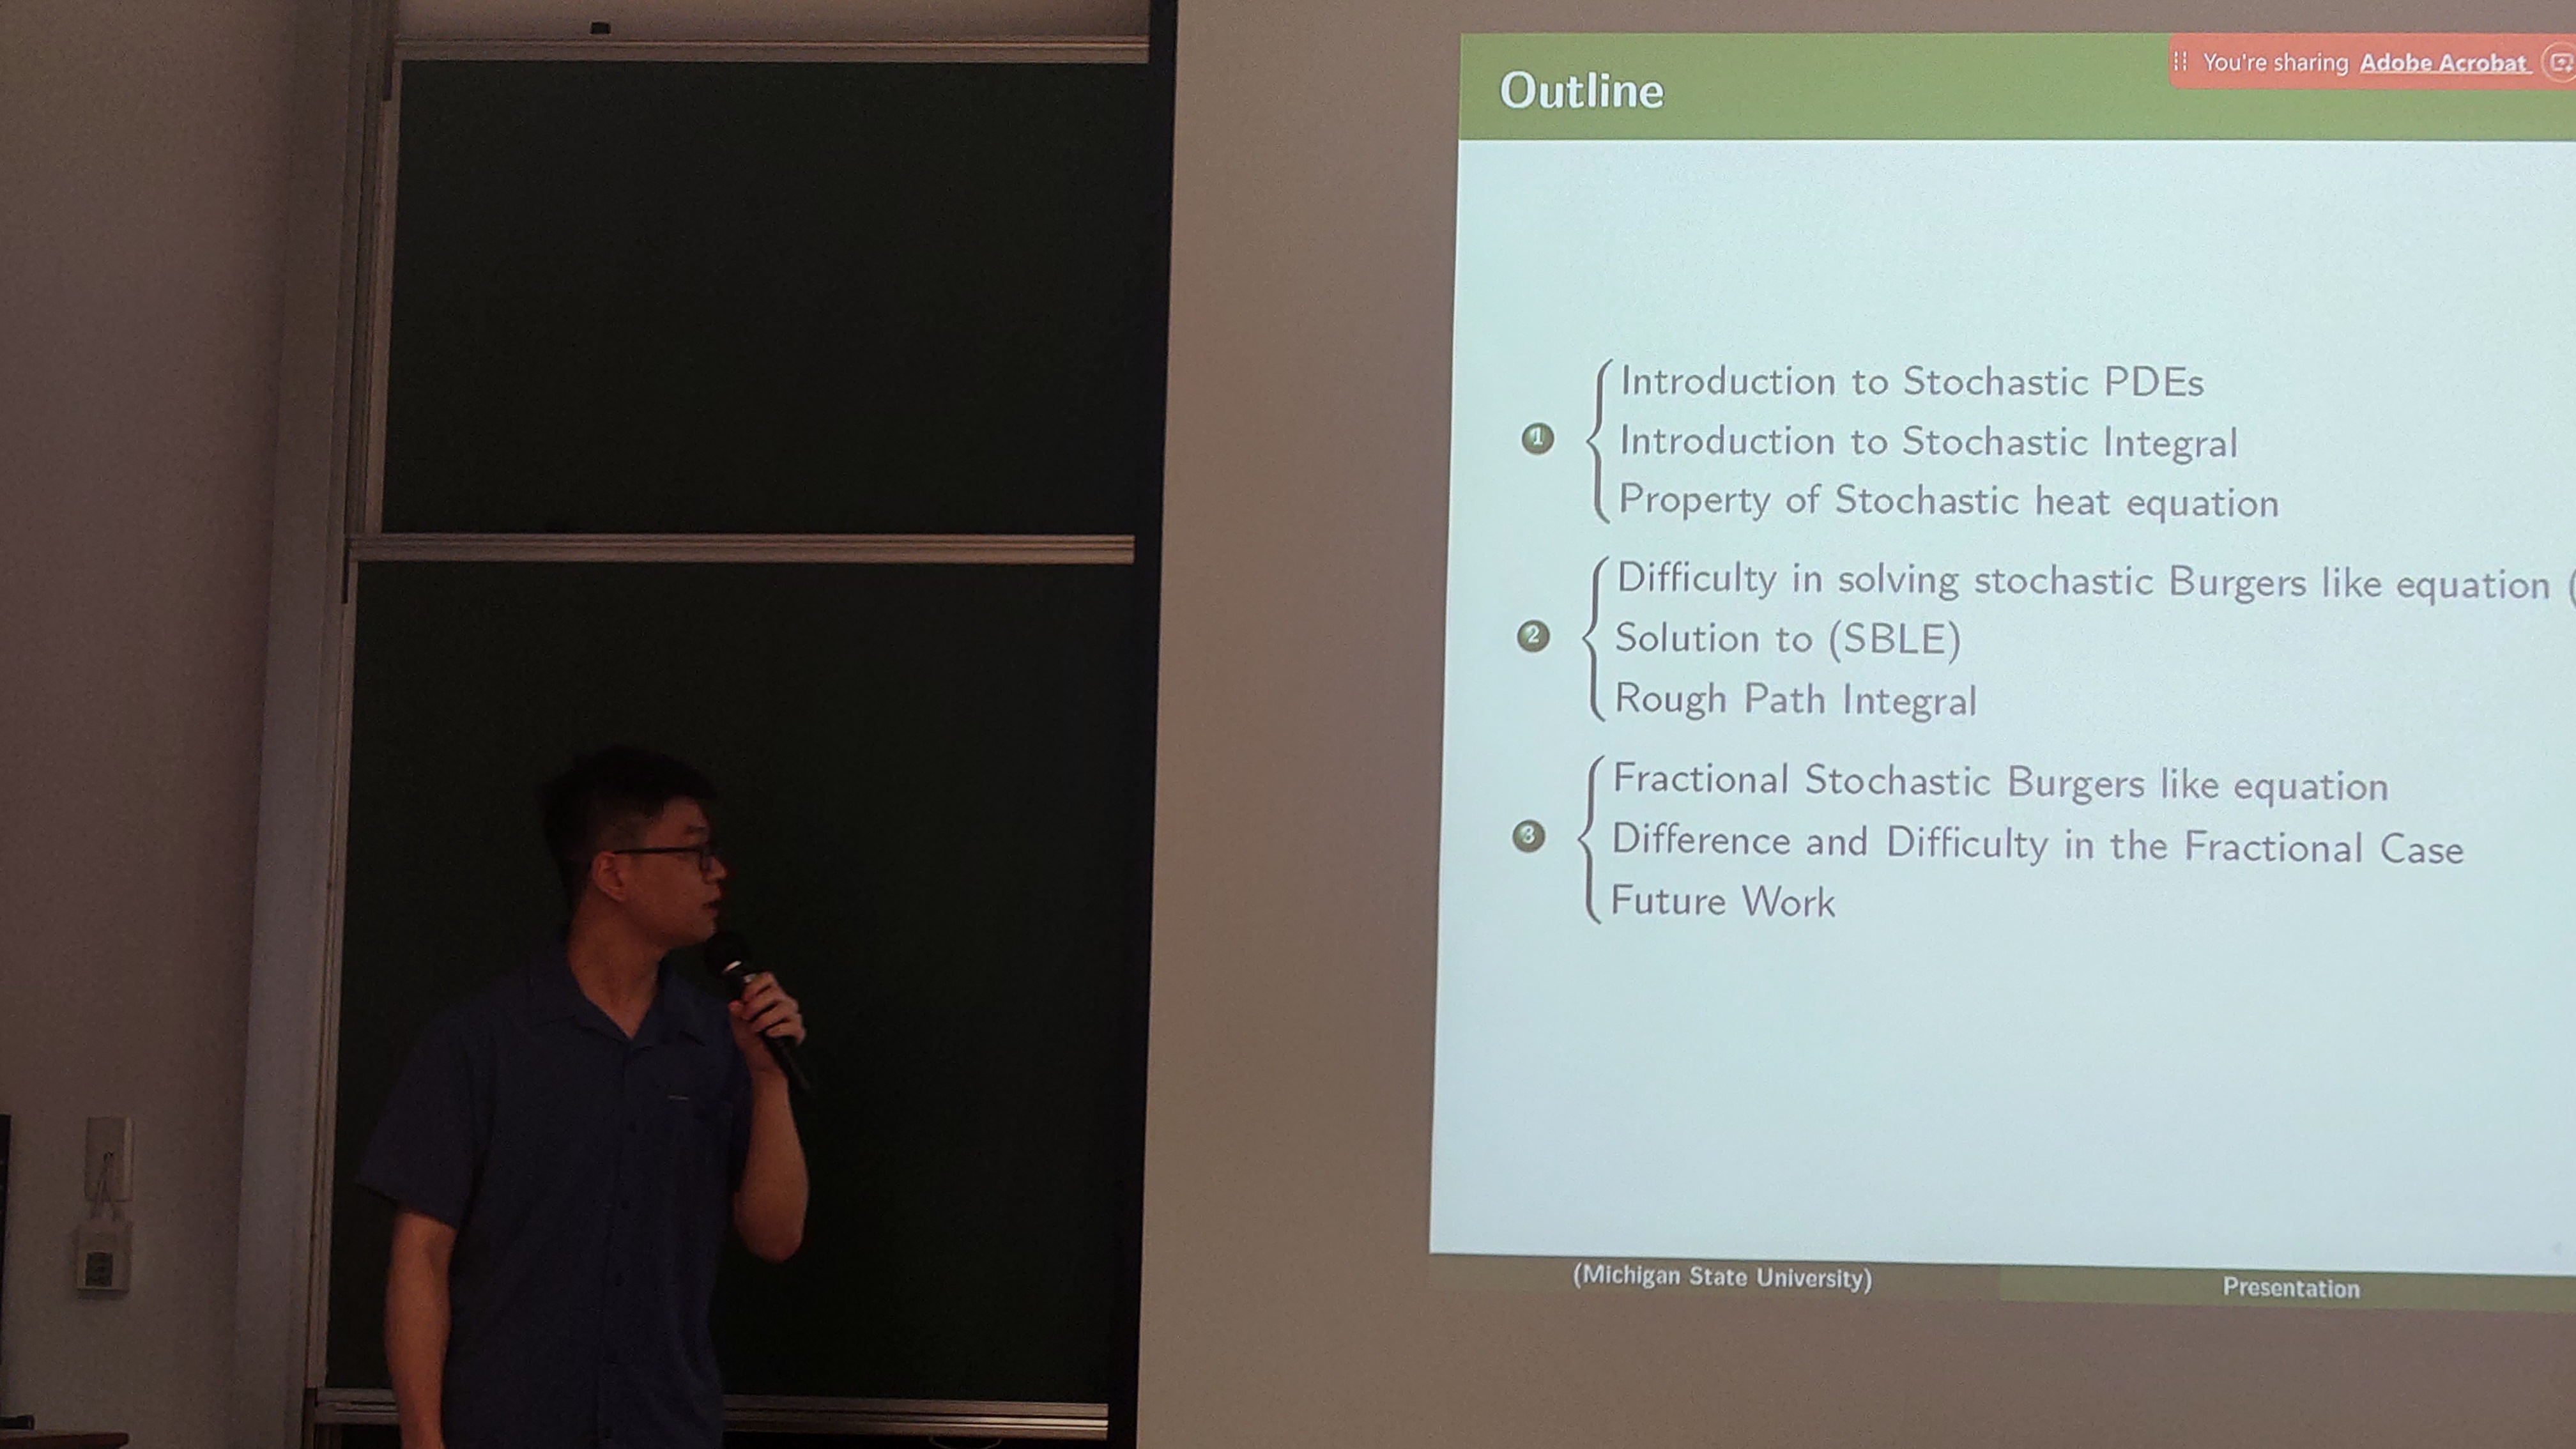 You're sharing Adobe Acrobat
Outline
1
Introduction to Stochastic PDEs
Introduction to Stochastic Integral
Property of Stochastic heat equation
2
Difficulty in solving stochastic Burgers like equation (
Solution to (SBLE)
Rough Path Integral
3
Fractional Stochastic Burgers like equation
Difference and Difficulty in the Fractional Case
Future Work
(Michigan State University)
Presentation